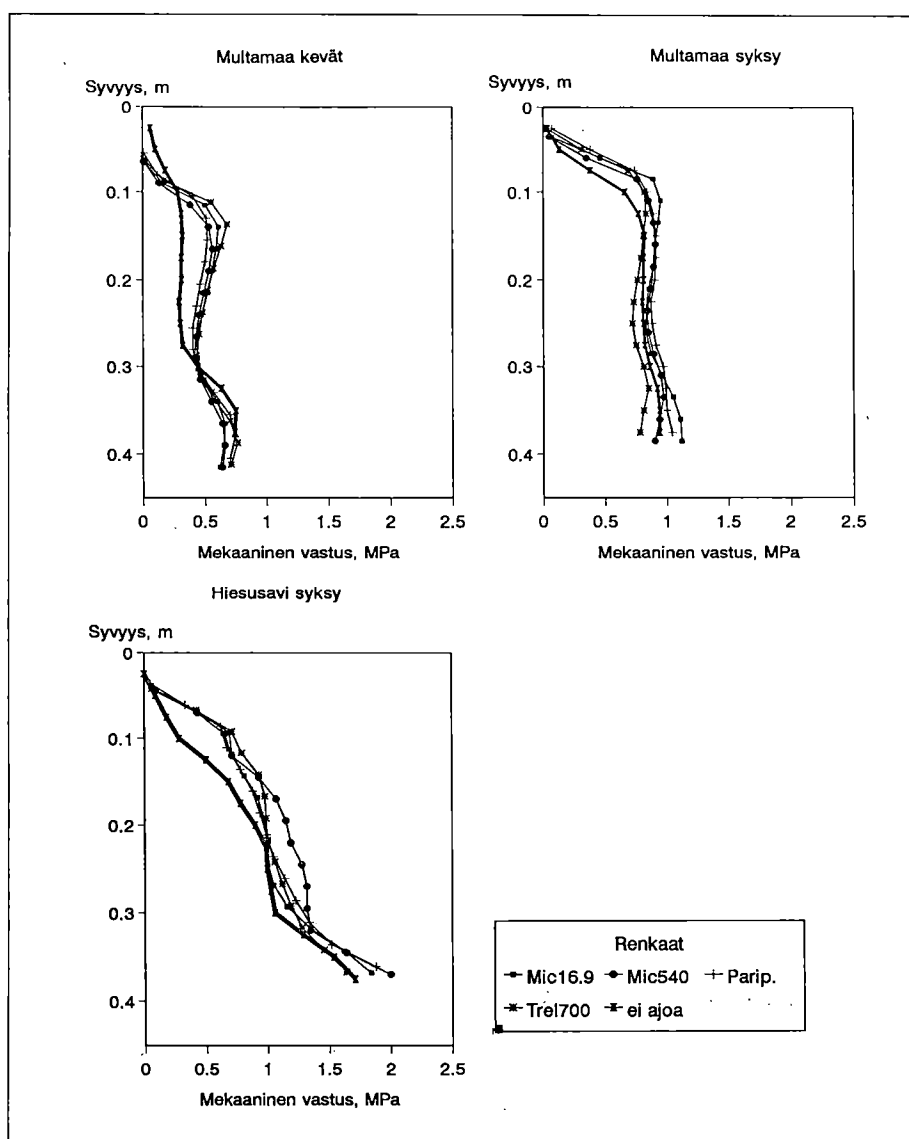 Multamaa kevät
Syvyys, m
0
0.1
0.2
0.3
0.4
0 0.5 1 1.5 2 2.5
Mekaaninen vastus, MPa
Multamaa syksy
Syvyys, m
0
0.1
0.2
0.3
0.4
0 0.5 1 1.5 2 2.5
Mekaaninen vastus, MPa
Hiesusavi syksy
Syvyys, m
0
0.1
0.2
0.3
0.4
0 0.5 1 1.5 2 2.5
Mekaaninen vastus, MPa
Renkaat
Mic16.9 Mic540 Parip.
Trel700 ei ajoa